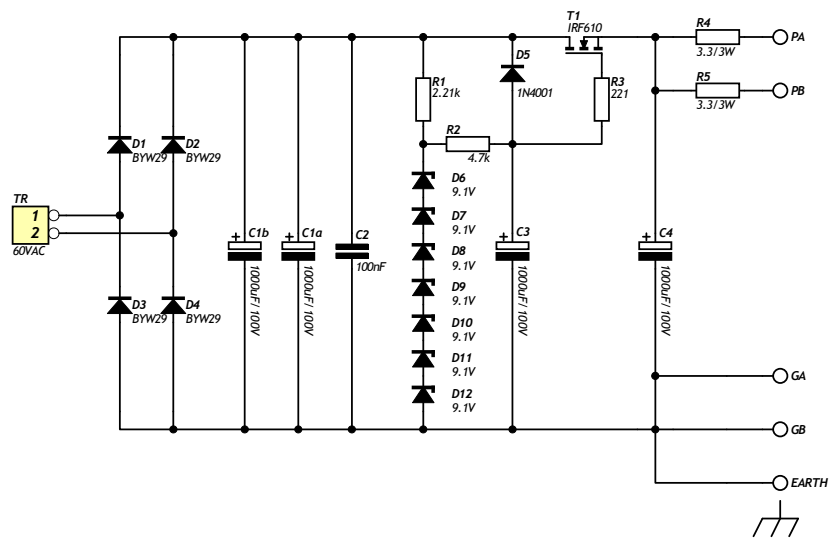 T1
IRF610
R4
3.3/3W
PA
D5
1N4001
R1
2.21k
R3
221
R5
3.3/3W
PB
R2
4.7k
D1
BYW29
D2
BYW29
D6
9.1V
TR
1
2
60VAC
D7
9.1V
+
C1b
1000uF/100V
+
C1a
1000uF/100V
C2
100nF
D8
9.1V
+
C3
1000uF/100V
+
C4
1000uF/100V
D9
9.1V
D3
BYW29
D4
BYW29
D10
9.1V
D11
9.1V
D12
9.1V
GA
GB
EARTH